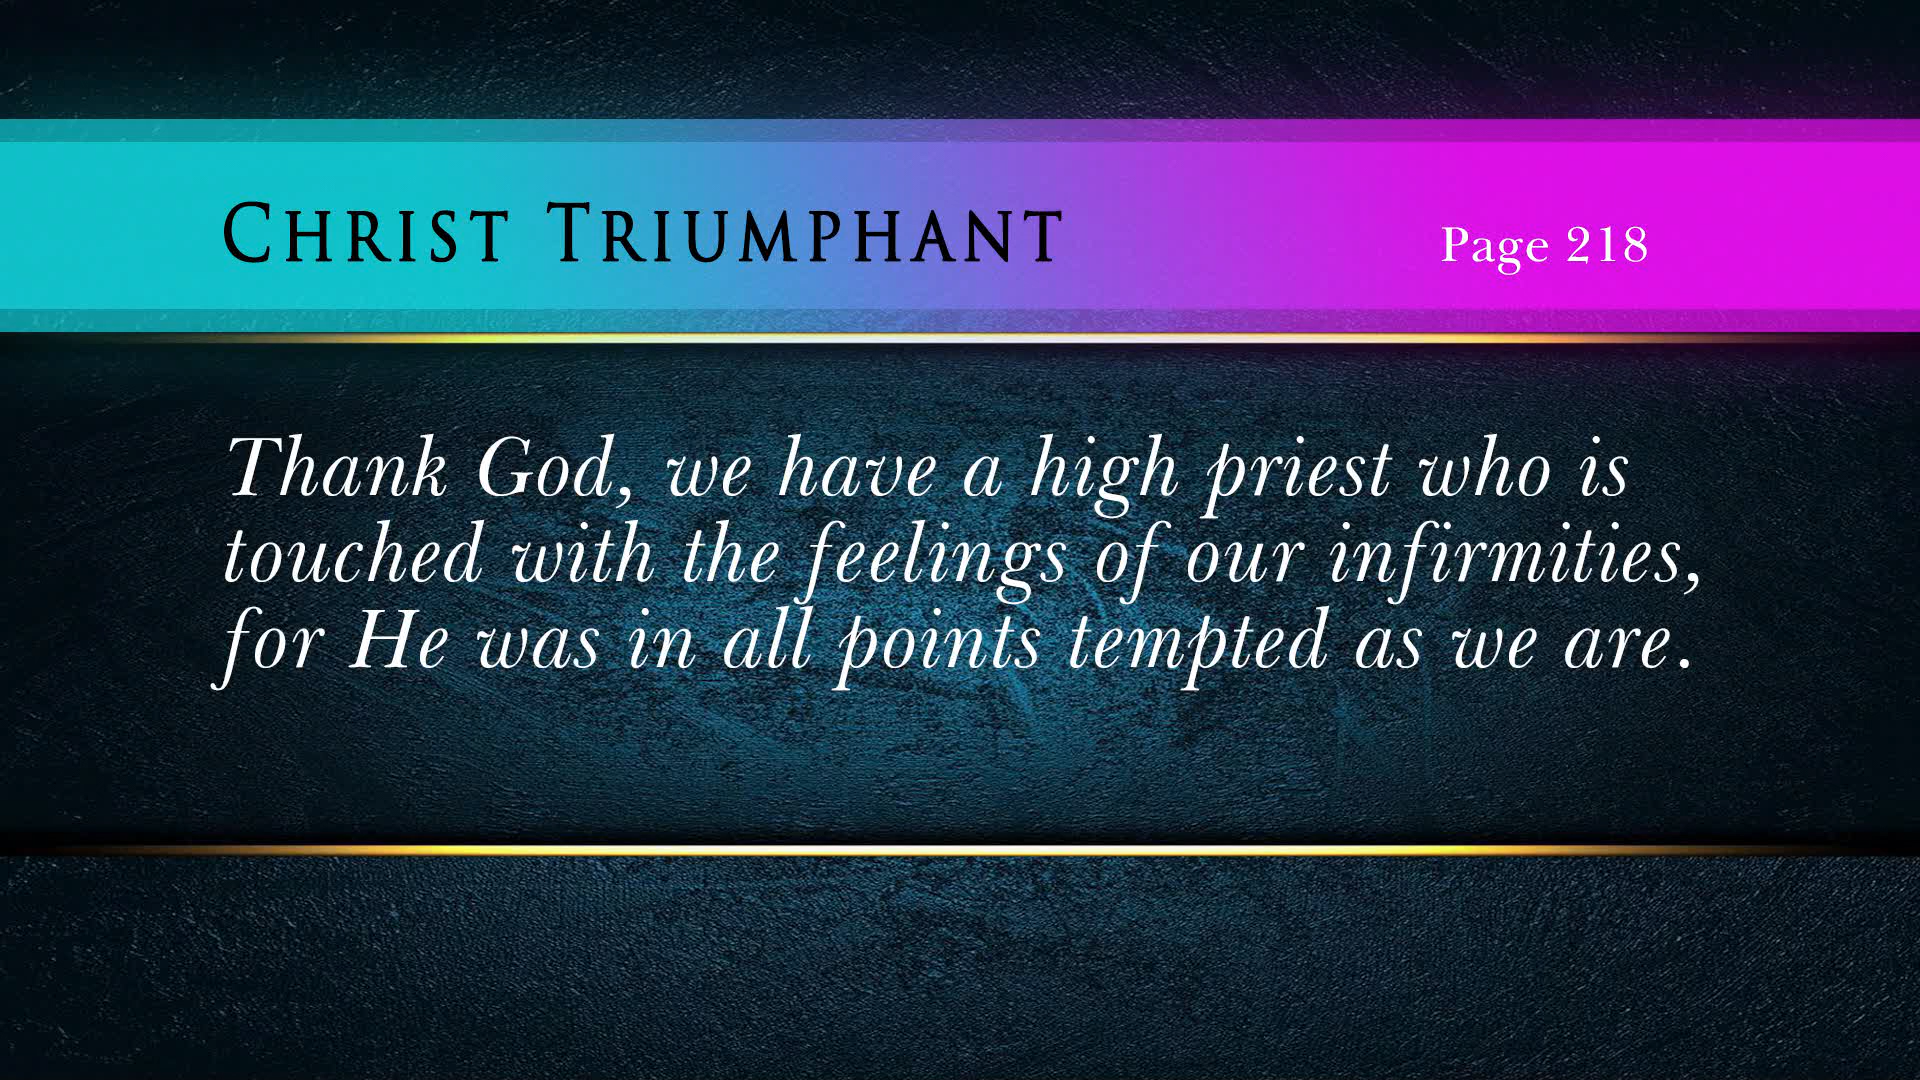 Christ Triumphant
Page 218
Thank God, we have a high priest who is
touched with the feelings of our infirmities,
for He was in all points tempted as we are.